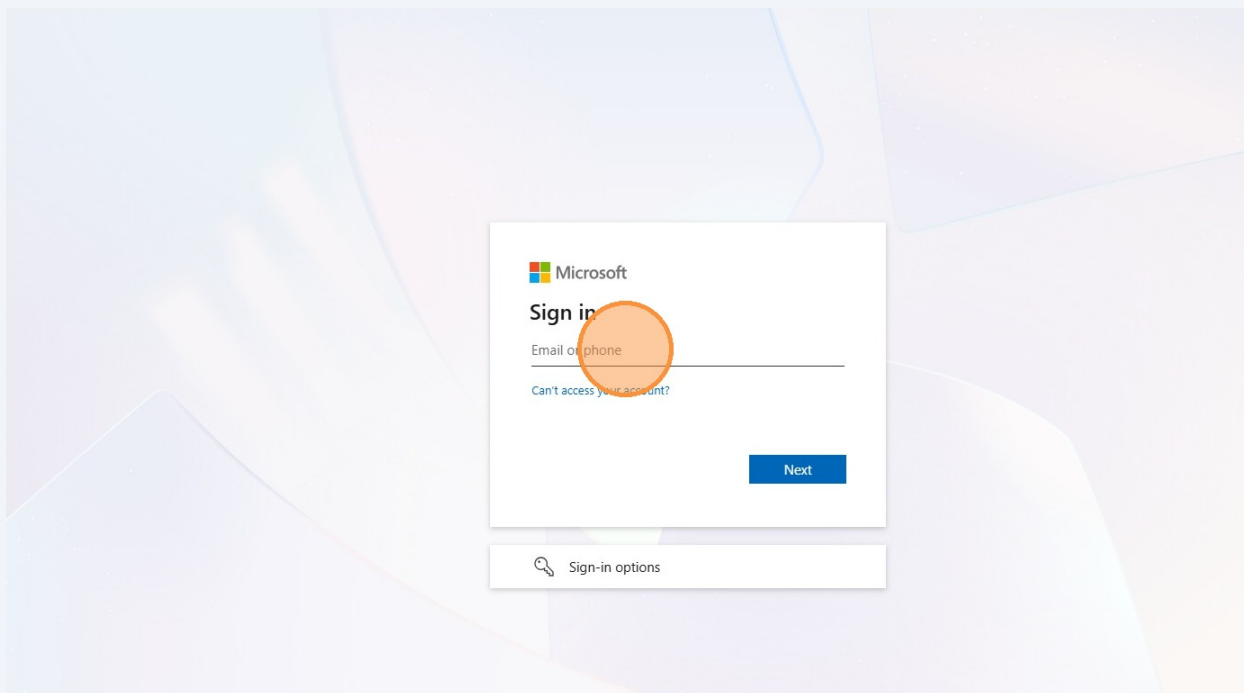 Microsoft
Sign in
Email or phone
Can't access your account?
Next
Sign-in options